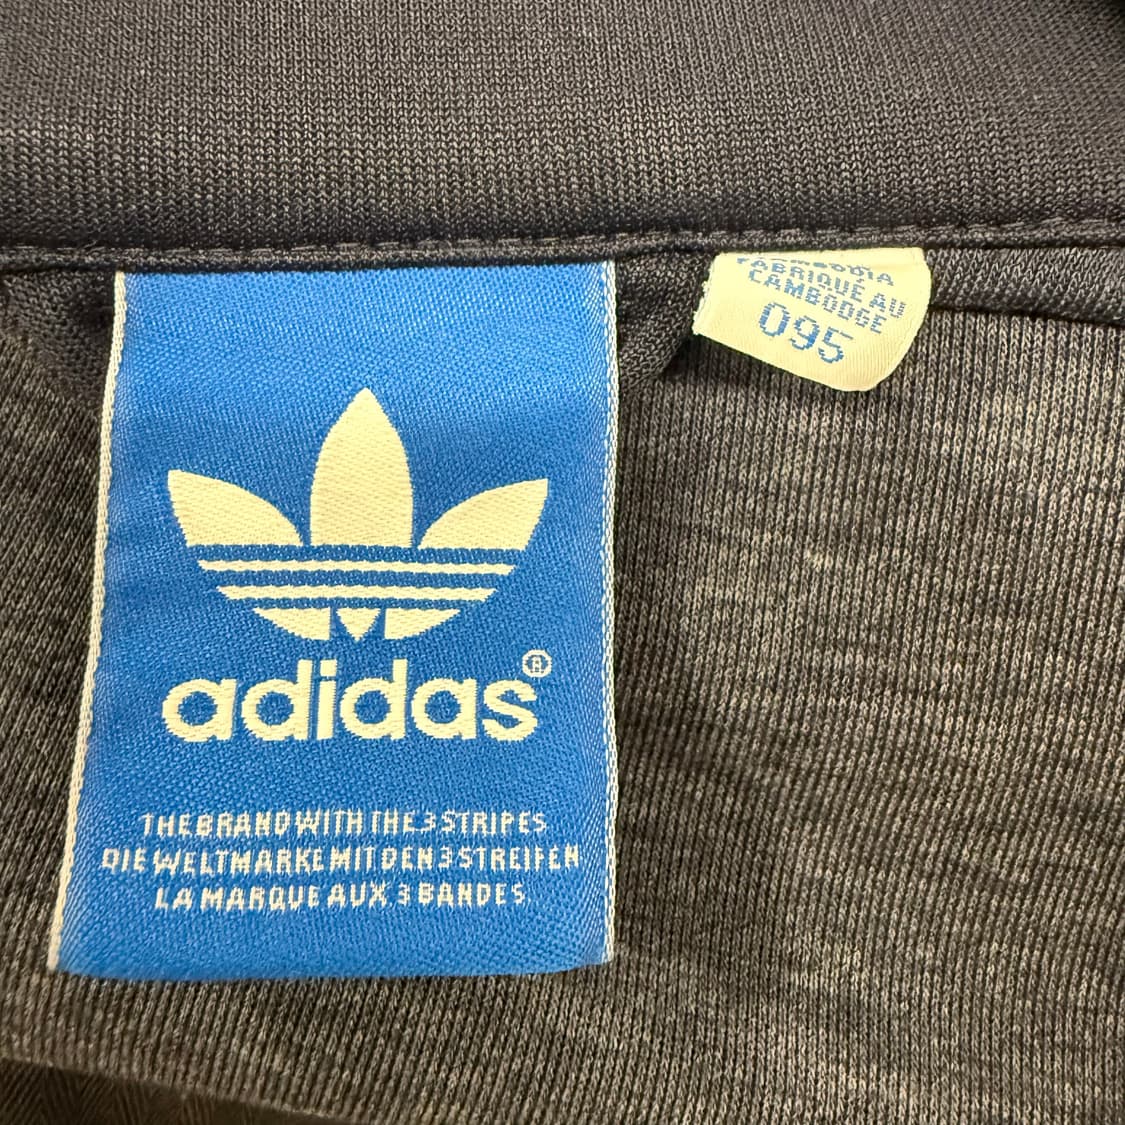 adidas®
THE BRAND WITH THE 3 STRIPES
DIE WELTMARKE MIT DEN 3 STREIFEN
LA MARQUE AUX 3 BANDES
CAMBODIA
FABRIQUE AU
CAMBODGE
095